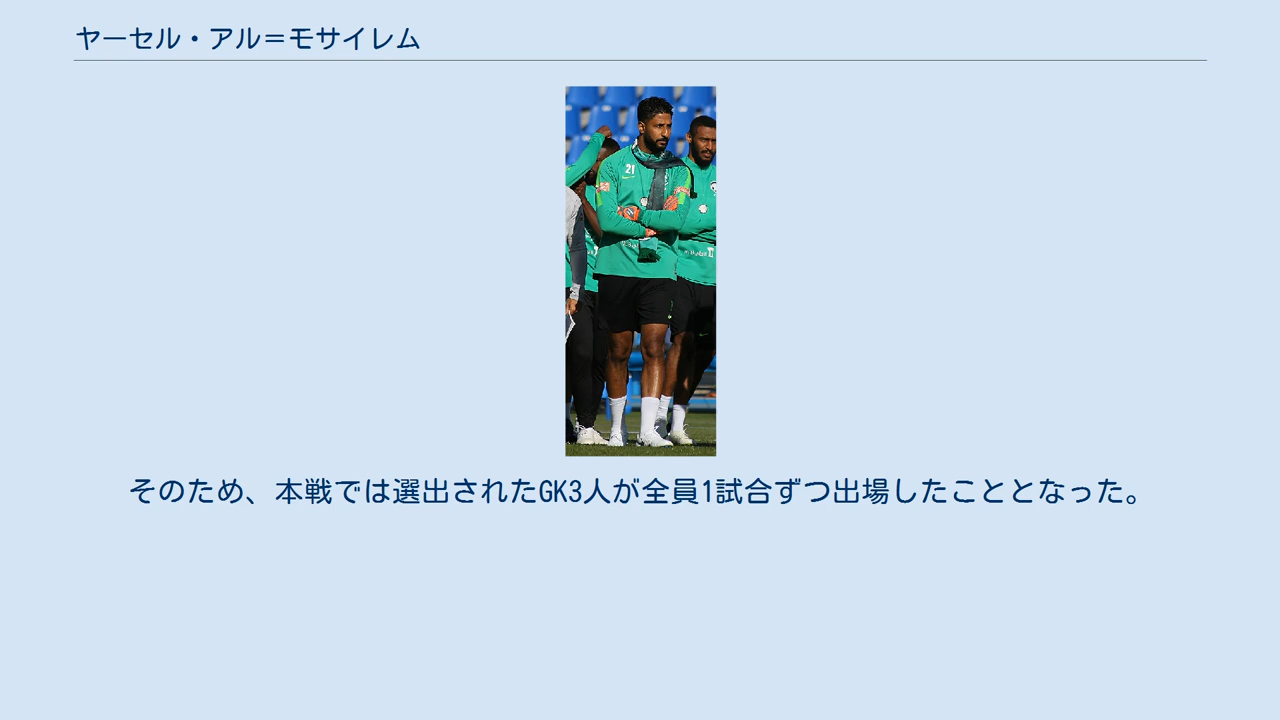 ヤーセル・アル＝モサイレム
21
そのため、本戦では選出されたGK3人が全員1試合ずつ出場したこととなった。